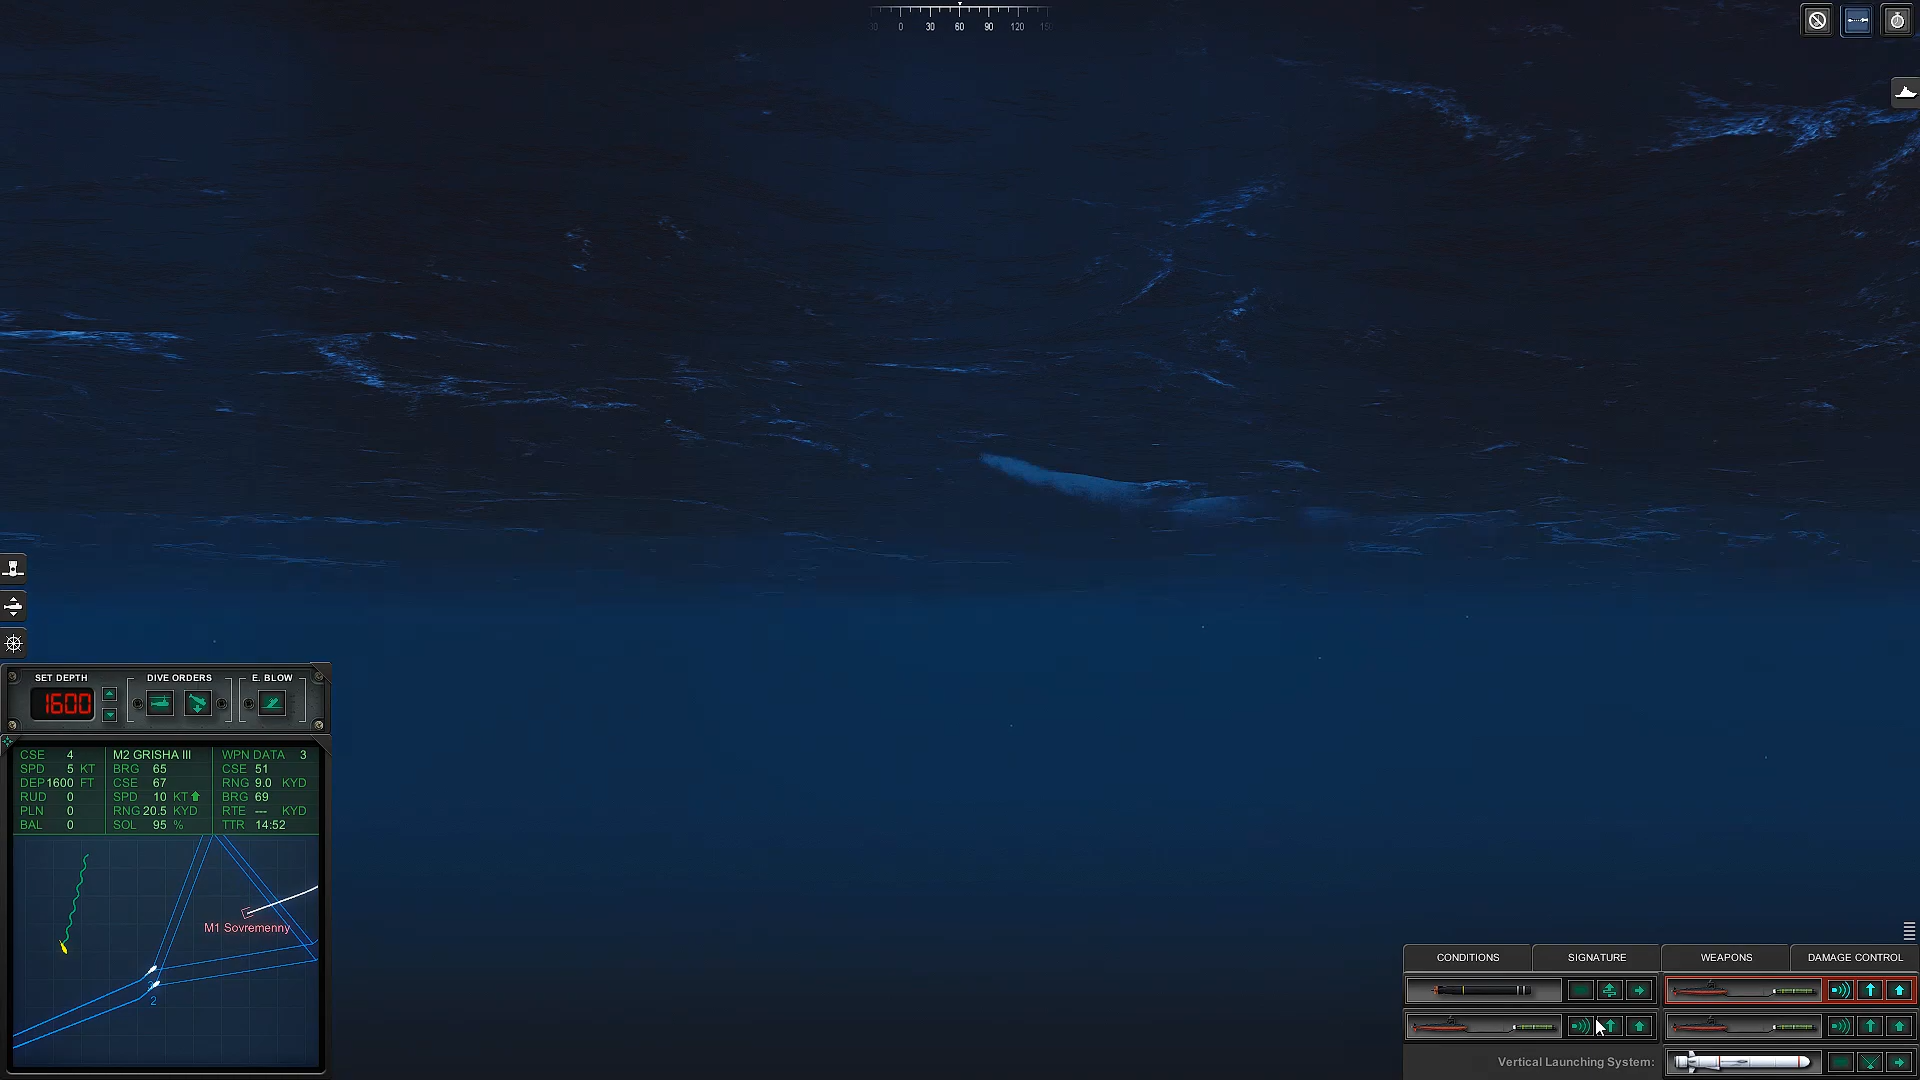 0 30 60 90 120
SET DEPTH DIVE ORDERS E. BLOW
1600
CSE 4 M2 GRISHA III WPN DATA 3
SPD 5 KT BRG 65 CSE 51
DEP 1600 FT CSE 67 RNG 9.0 KYD
RUD 0 SPD 10 KT BRG 69
PLN 0 RNG 20.5 KYD RTE --- KYD
BAL 0 SOL 95 % TTR 14:52
M1 Sovremenny
2
CONDITIONS SIGNATURE WEAPONS DAMAGE CONTROL
Vertical Launching System: